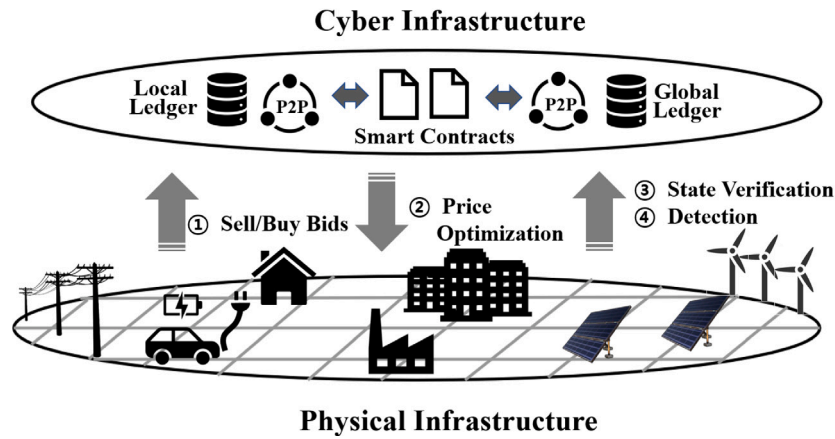 Cyber Infrastructure
Local
Ledger
P2P
Smart Contracts
P2P
Global
Ledger
① Sell/Buy Bids
② Price
Optimization
③ State Verification
④ Detection
Physical Infrastructure